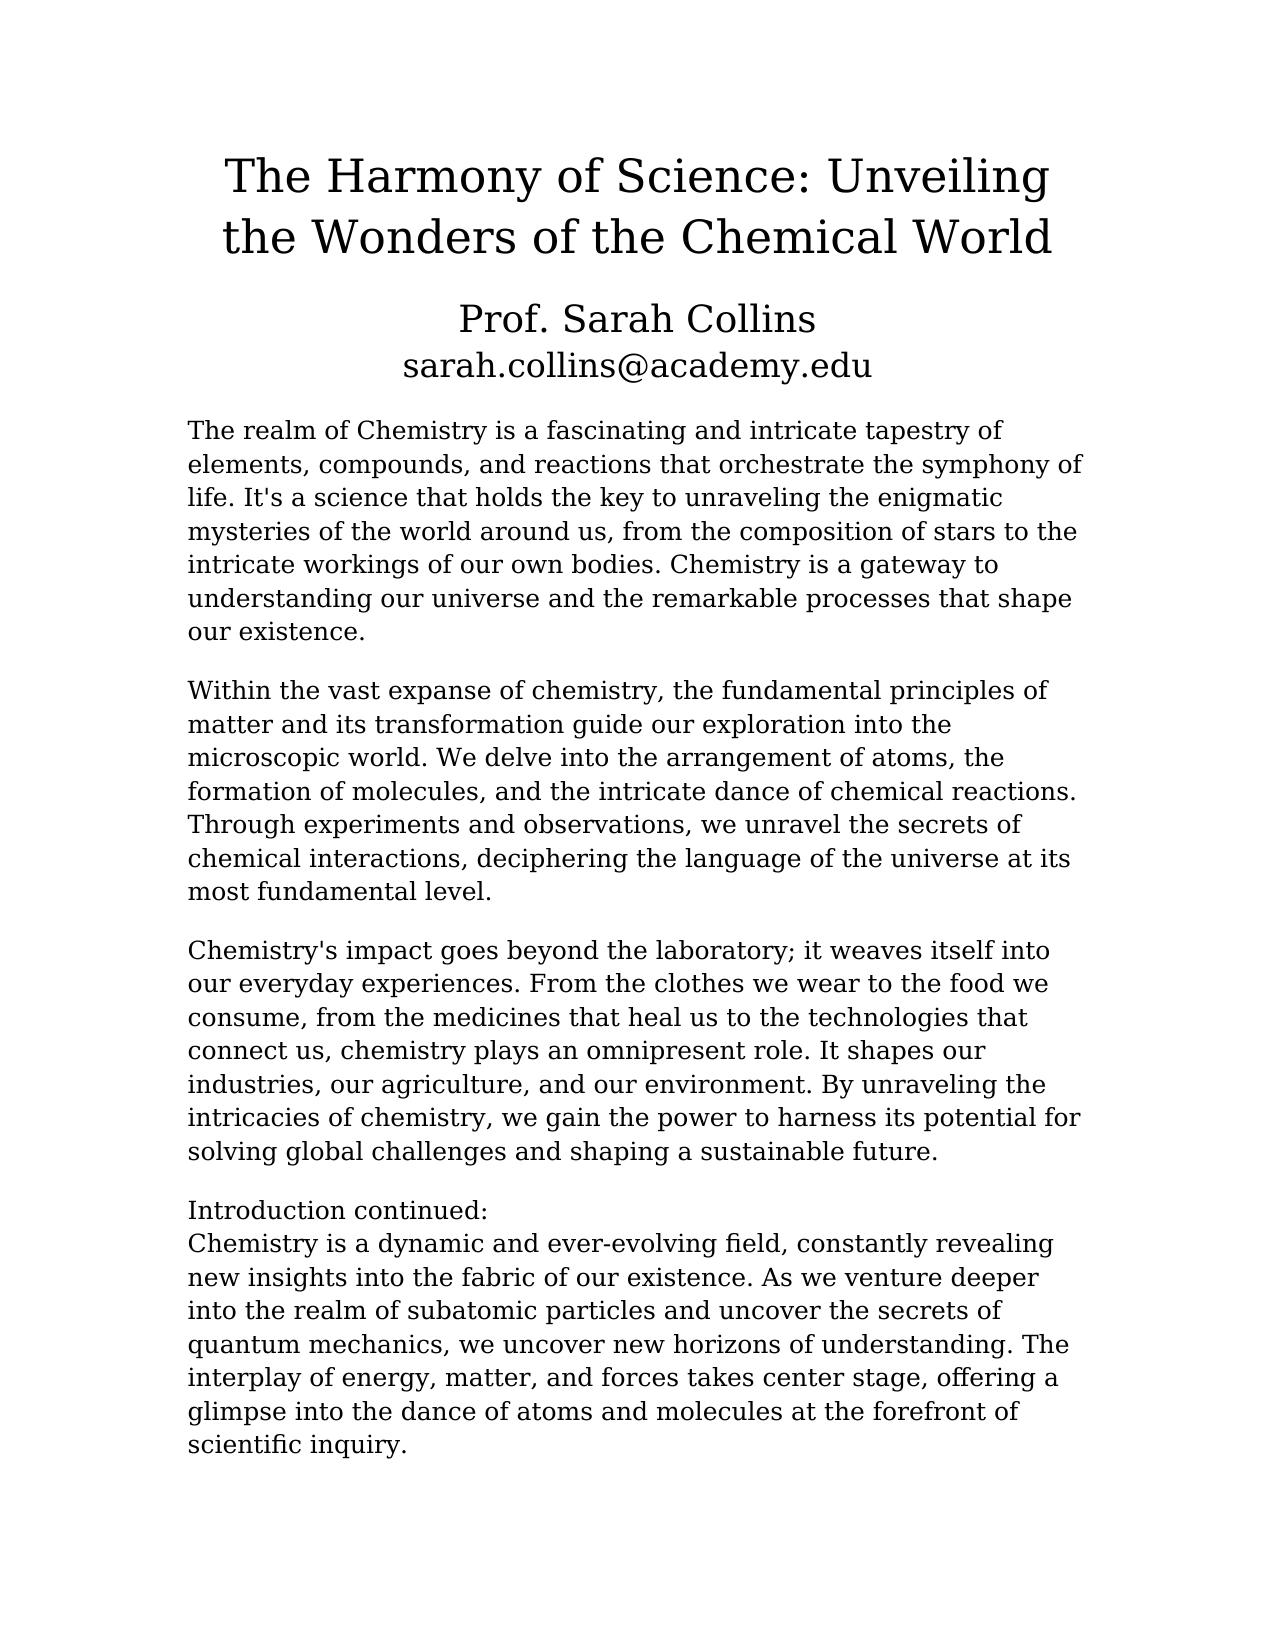 The Harmony of Science: Unveiling
the Wonders of the Chemical World
Prof. Sarah Collins
sarah.collins@academy.edu
The realm of Chemistry is a fascinating and intricate tapestry of
elements, compounds, and reactions that orchestrate the symphony of
life. It's a science that holds the key to unraveling the enigmatic
mysteries of the world around us, from the composition of stars to the
intricate workings of our own bodies. Chemistry is a gateway to
understanding our universe and the remarkable processes that shape
our existence.
Within the vast expanse of chemistry, the fundamental principles of
matter and its transformation guide our exploration into the
microscopic world. We delve into the arrangement of atoms, the
formation of molecules, and the intricate dance of chemical reactions.
Through experiments and observations, we unravel the secrets of
chemical interactions, deciphering the language of the universe at its
most fundamental level.
Chemistry's impact goes beyond the laboratory; it weaves itself into
our everyday experiences. From the clothes we wear to the food we
consume, from the medicines that heal us to the technologies that
connect us, chemistry plays an omnipresent role. It shapes our
industries, our agriculture, and our environment. By unraveling the
intricacies of chemistry, we gain the power to harness its potential for
solving global challenges and shaping a sustainable future.
Introduction continued:
Chemistry is a dynamic and ever-evolving field, constantly revealing
new insights into the fabric of our existence. As we venture deeper
into the realm of subatomic particles and uncover the secrets of
quantum mechanics, we uncover new horizons of understanding. The
interplay of energy, matter, and forces takes center stage, offering a
glimpse into the dance of atoms and molecules at the forefront of
scientific inquiry.